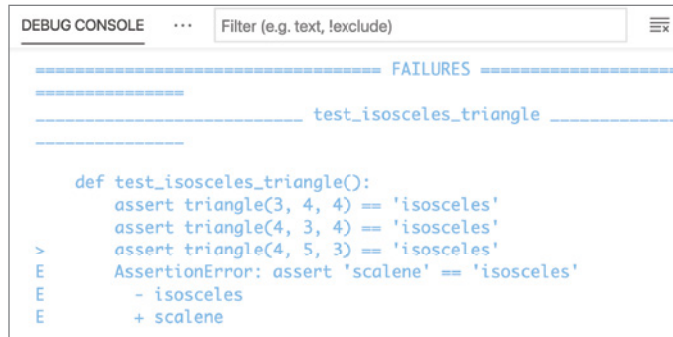 DEBUG CONSOLE ... Filter (e.g. text, !exclude)
=================================== FAILURES ====================
===============
___________________________ test_isosceles_triangle _____________
_______________
def test_isosceles_triangle():
assert triangle(3, 4, 4) == 'isosceles'
assert triangle(4, 3, 4) == 'isosceles'
> assert triangle(4, 5, 3) == 'isosceles'
E AssertionError: assert 'scalene' == 'isosceles'
E - isosceles
E + scalene